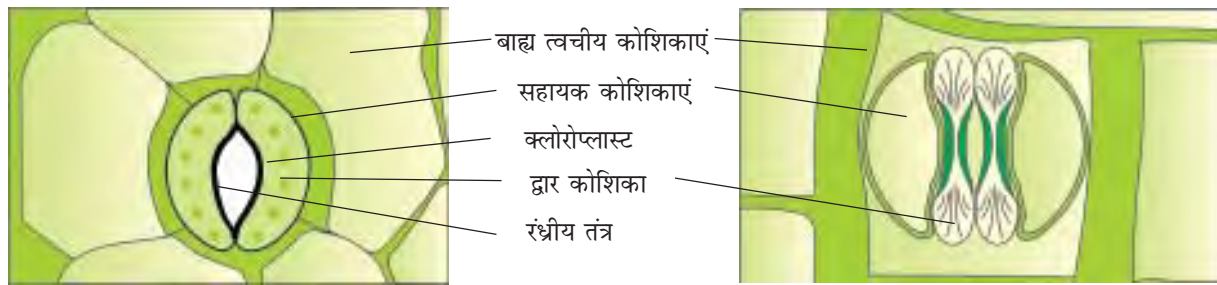 बाह्य त्वचीय कोशिकाएं
सहायक कोशिकाएं
क्लोरोप्लास्ट
द्वार कोशिका
रंध्रीय तंत्र